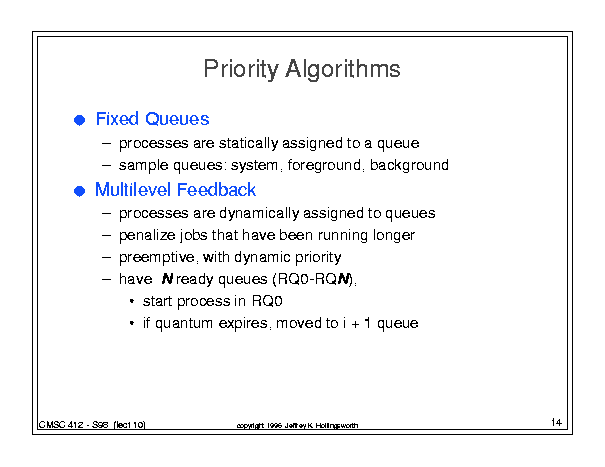 Priority Algorithms
● Fixed Queues
– processes are statically assigned to a queue
– sample queues: system, foreground, background
● Multilevel Feedback
– processes are dynamically assigned to queues
– penalize jobs that have been running longer
– preemptive, with dynamic priority
– have N ready queues (RQ0-RQN),
• start process in RQ0
• if quantum expires, moved to i + 1 queue
CMSC 412 - S98 (lect 10)
copyright 1996 Jeffrey K. Hollingsworth
14